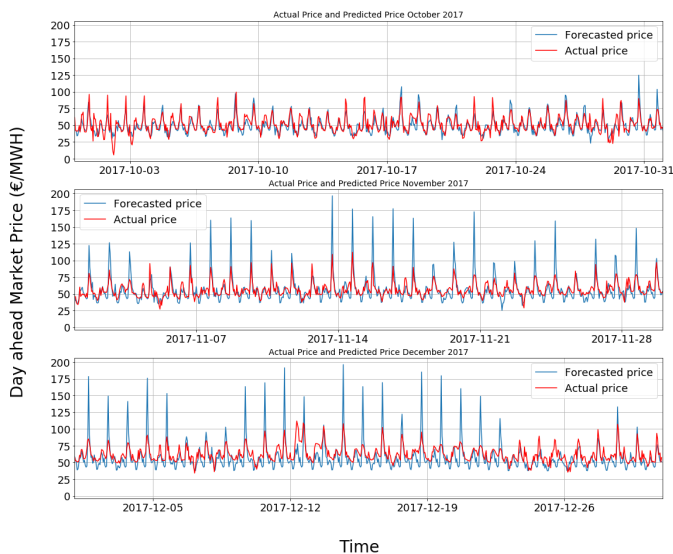 Actual Price and Predicted Price October 2017
200
175
150
125
100
75
50
25
0
Forecasted price
Actual price
2017-10-03 2017-10-10 2017-10-17 2017-10-24 2017-10-31
Actual Price and Predicted Price November 2017
200
175
150
125
100
75
50
25
0
Forecasted price
Actual price
2017-11-07 2017-11-14 2017-11-21 2017-11-28
Actual Price and Predicted Price December 2017
200
175
150
125
100
75
50
25
0
Forecasted price
Actual price
2017-12-05 2017-12-12 2017-12-19 2017-12-26
Day ahead Market Price (€/MWH)
Time